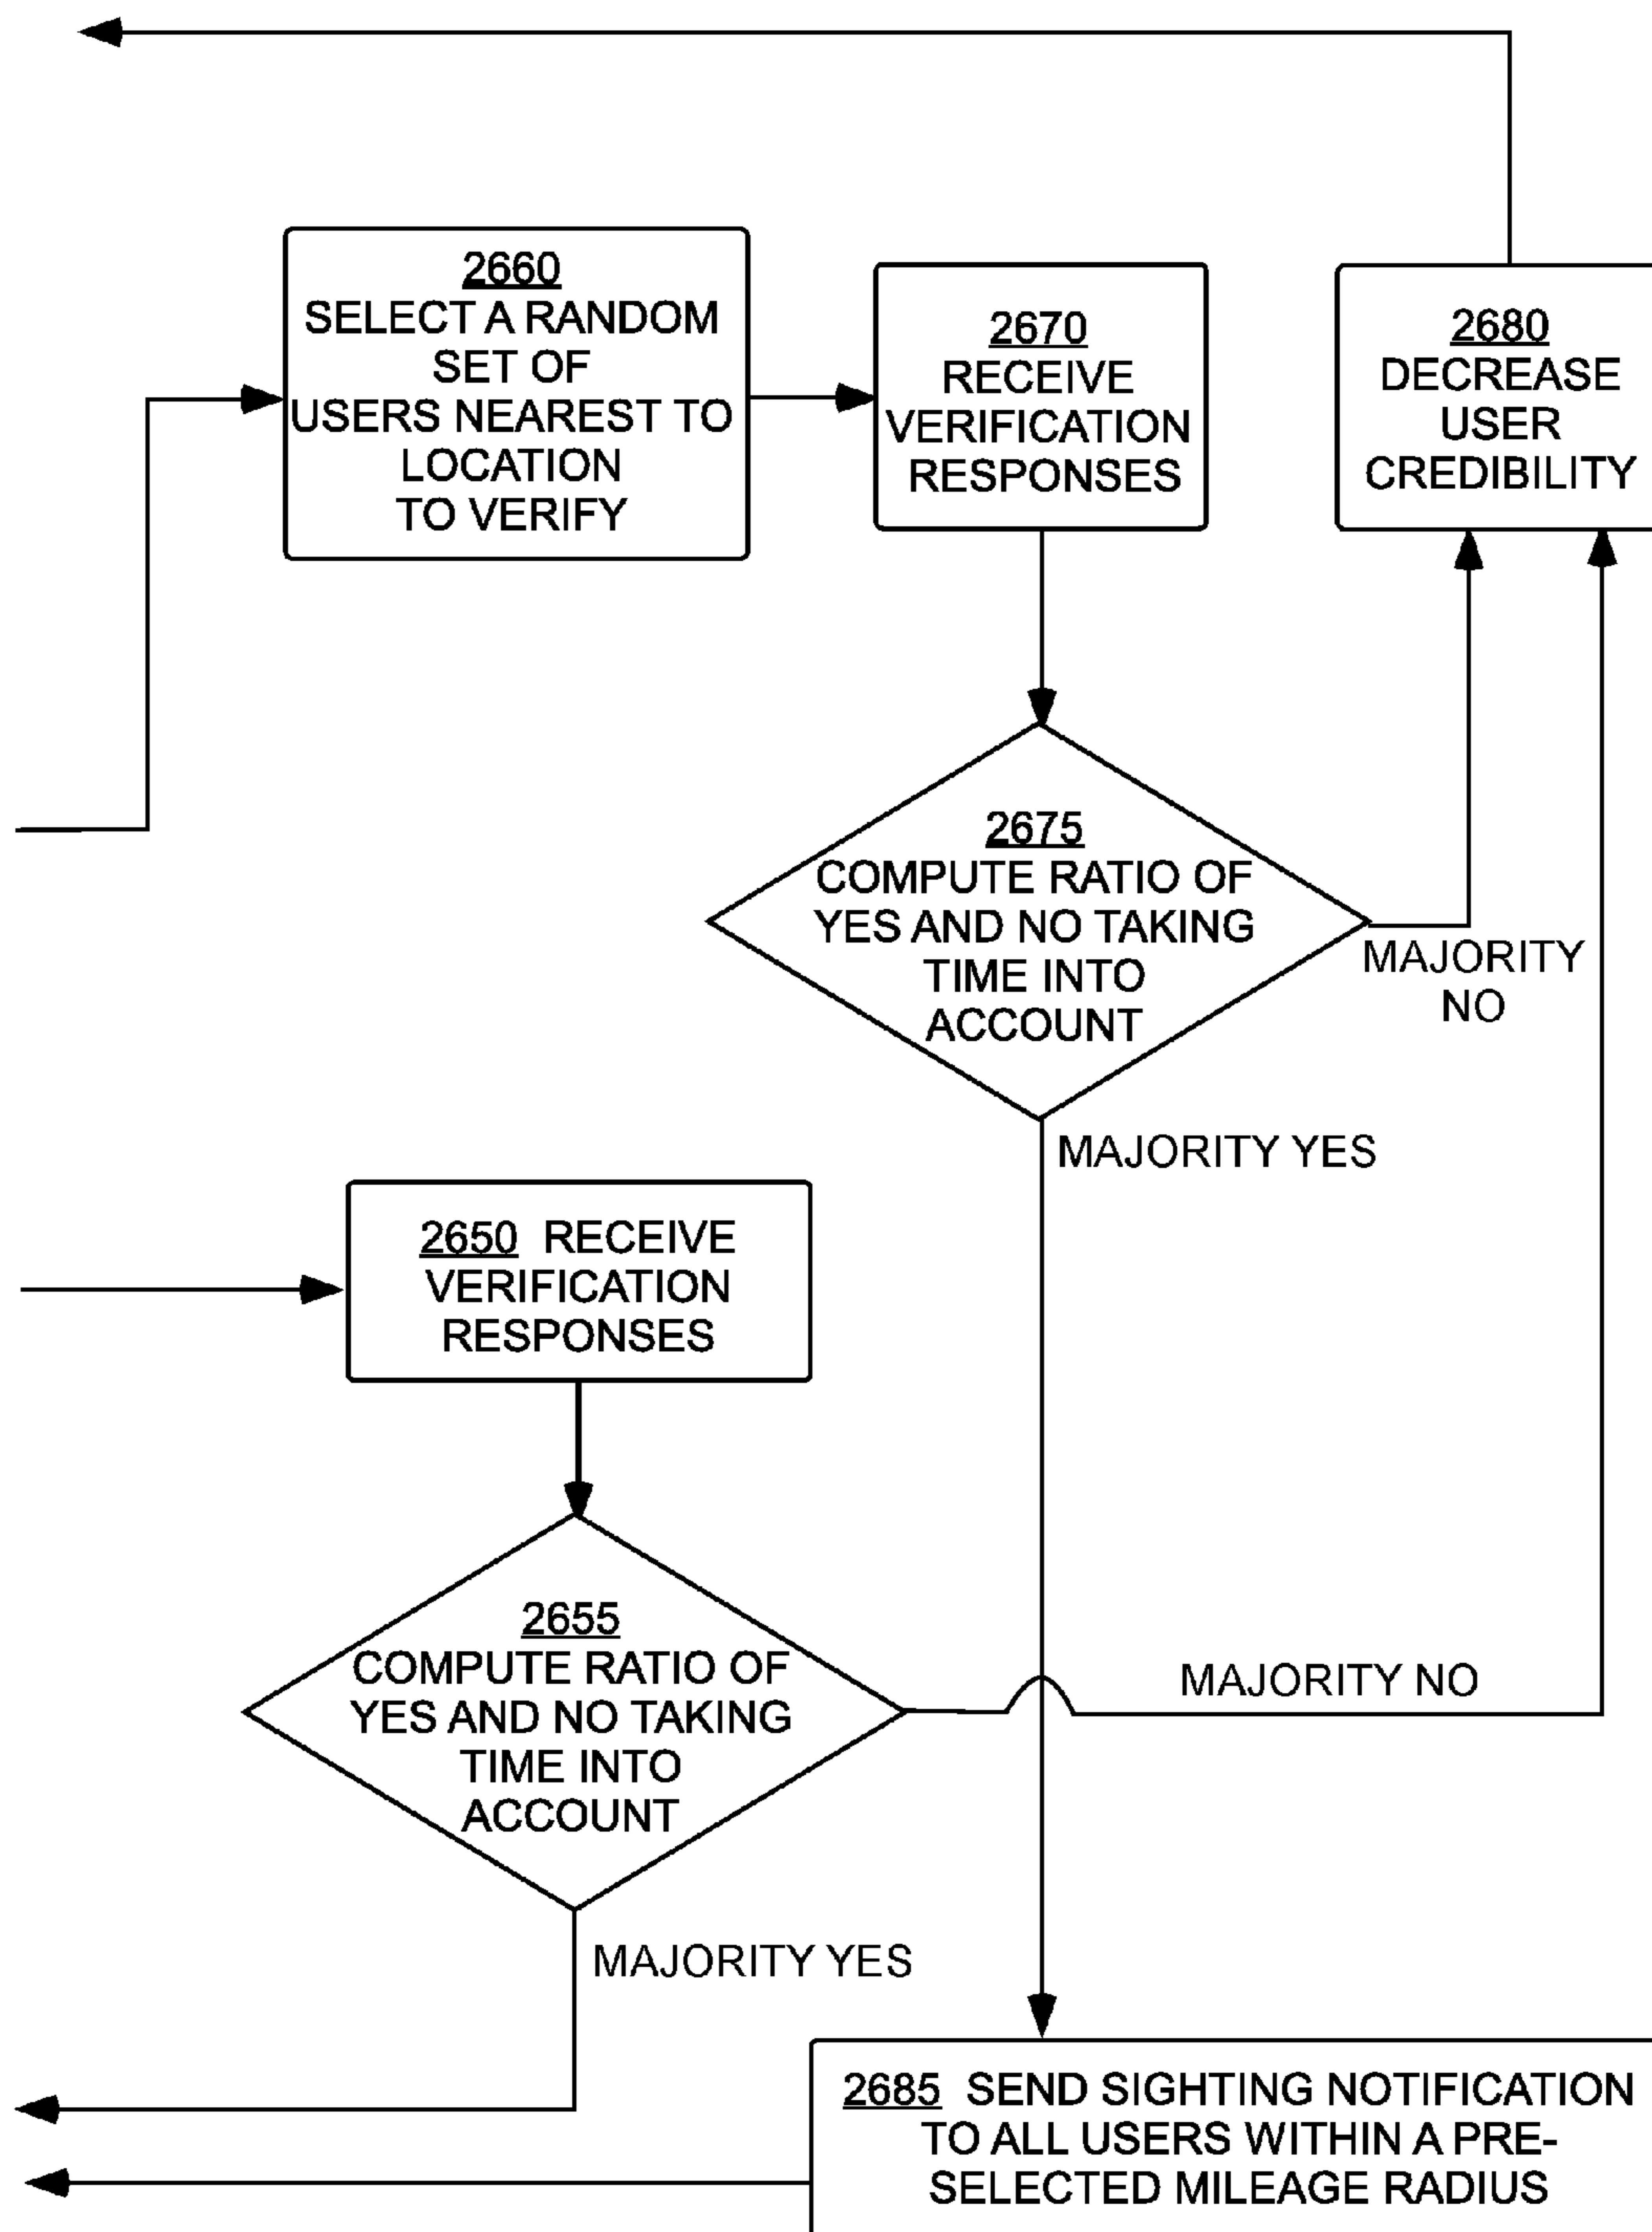 2660
SELECT A RANDOM
SET OF
USERS NEAREST TO
LOCATION
TO VERIFY
2670
RECEIVE
VERIFICATION
RESPONSES
2680
DECREASE
USER
CREDIBILITY
2675
COMPUTE RATIO OF
YES AND NO TAKING
TIME INTO
ACCOUNT
MAJORITY
NO
MAJORITY YES
2650 RECEIVE
VERIFICATION
RESPONSES
2655
COMPUTE RATIO OF
YES AND NO TAKING
TIME INTO
ACCOUNT
MAJORITY NO
MAJORITY YES
2685 SEND SIGHTING NOTIFICATION
TO ALL USERS WITHIN A PRE-
SELECTED MILEAGE RADIUS